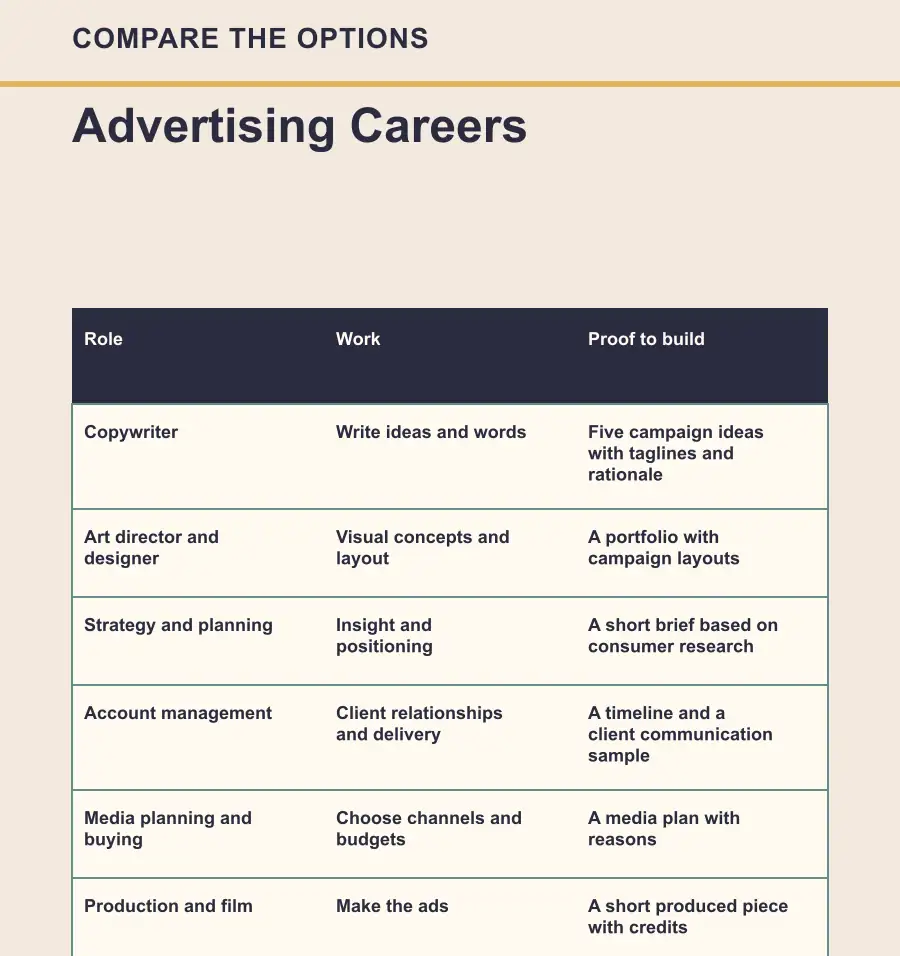 COMPARE THE OPTIONS
Advertising Careers
Role
Work
Proof to build
Copywriter
Write ideas and words
Five campaign ideas
with taglines and
rationale
Art director and
designer
Visual concepts and
layout
A portfolio with
campaign layouts
Strategy and planning
Insight and
positioning
A short brief based on
consumer research
Account management
Client relationships
and delivery
A timeline and a
client communication
sample
Media planning and
buying
Choose channels and
budgets
A media plan with
reasons
Production and film
Make the ads
A short produced piece
with credits